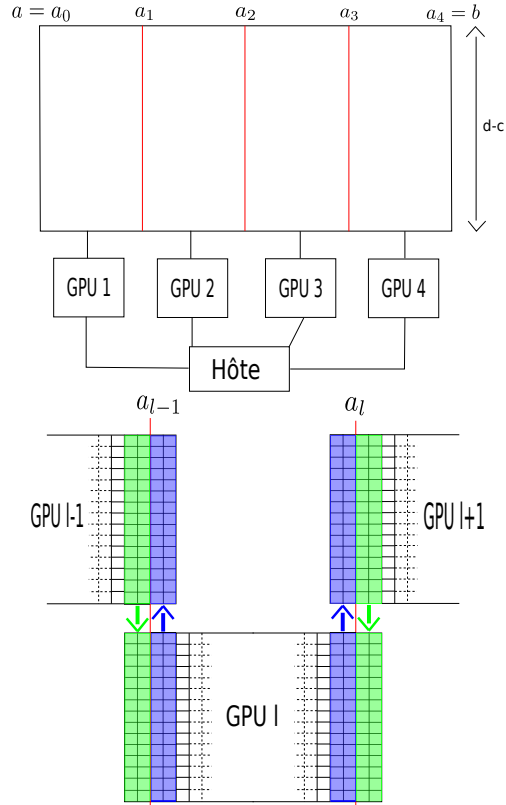 a = a₀ a₁ a₂ a₃ a₄ = b
d-c
GPU 1 GPU 2 GPU 3 GPU 4
Hôte
aₗ₋₁ aₗ
GPU l-1 GPU l+1
GPU l